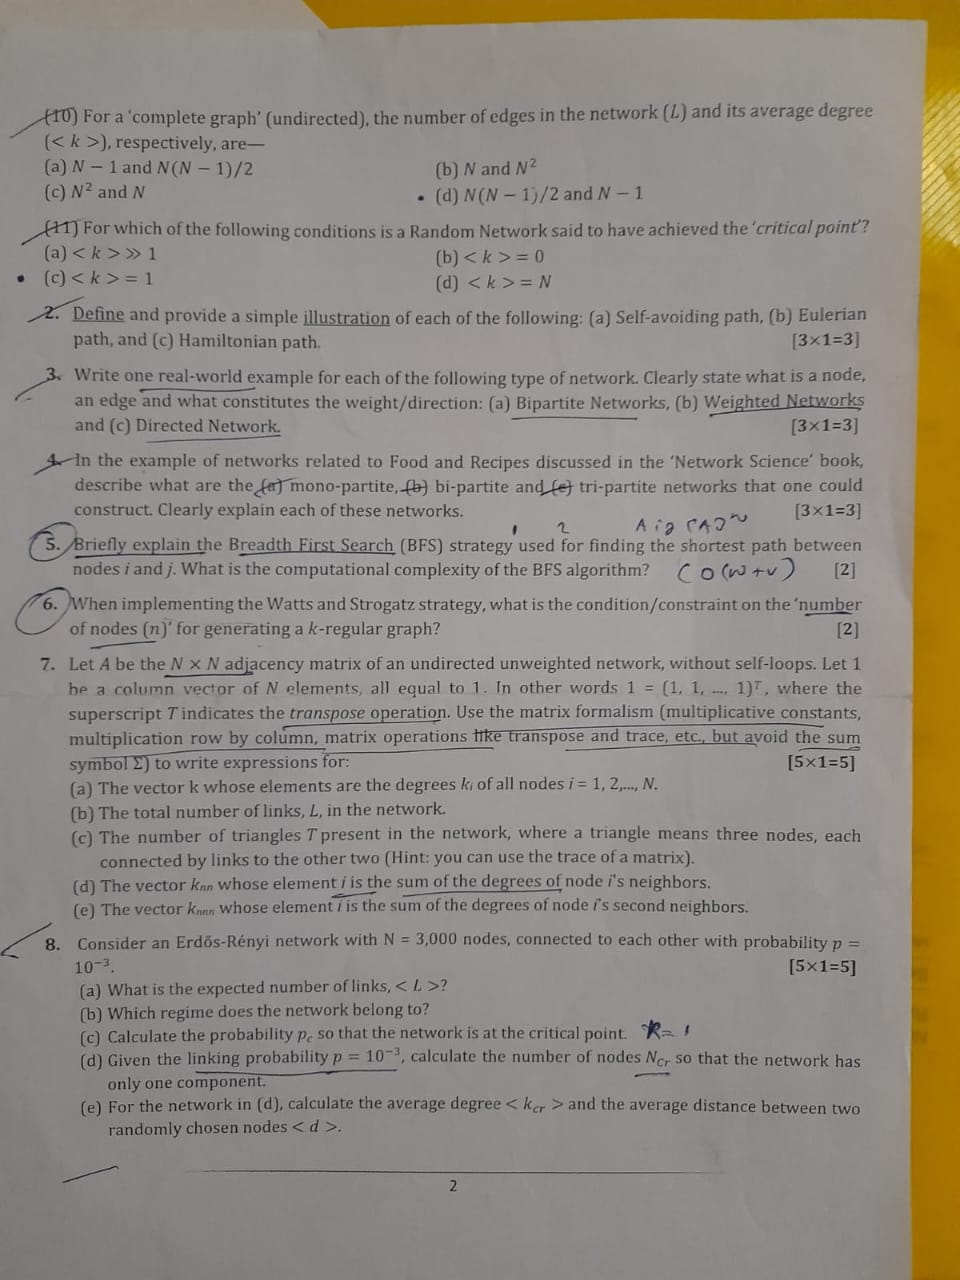 (10) For a 'complete graph' (undirected), the number of edges in the network (L) and its average degree
(< k >), respectively, are—
(a) N − 1 and N(N − 1)/2 (b) N and N²
(c) N² and N • (d) N(N − 1)/2 and N − 1
(11) For which of the following conditions is a Random Network said to have achieved the 'critical point'?
(a) < k > ≫ 1 (b) < k > = 0
• (c) < k > = 1 (d) < k > = N
2. Define and provide a simple illustration of each of the following: (a) Self-avoiding path, (b) Eulerian
path, and (c) Hamiltonian path. [3×1=3]
3. Write one real-world example for each of the following type of network. Clearly state what is a node,
an edge and what constitutes the weight/direction: (a) Bipartite Networks, (b) Weighted Networks
and (c) Directed Network. [3×1=3]
4. In the example of networks related to Food and Recipes discussed in the 'Network Science' book,
describe what are the (a) mono-partite, (b) bi-partite and (c) tri-partite networks that one could
construct. Clearly explain each of these networks. [3×1=3]
1 2
5. Briefly explain the Breadth First Search (BFS) strategy used for finding the shortest path between
nodes i and j. What is the computational complexity of the BFS algorithm? [2]
6. When implementing the Watts and Strogatz strategy, what is the condition/constraint on the 'number
of nodes (n)' for generating a k-regular graph? [2]
7. Let A be the N × N adjacency matrix of an undirected unweighted network, without self-loops. Let 1
be a column vector of N elements, all equal to 1. In other words 1 = (1, 1, ..., 1)ᵀ, where the
superscript T indicates the transpose operation. Use the matrix formalism (multiplicative constants,
multiplication row by column, matrix operations like transpose and trace, etc., but avoid the sum
symbol Σ) to write expressions for: [5×1=5]
(a) The vector k whose elements are the degrees kᵢ of all nodes i = 1, 2,..., N.
(b) The total number of links, L, in the network.
(c) The number of triangles T present in the network, where a triangle means three nodes, each
connected by links to the other two (Hint: you can use the trace of a matrix).
(d) The vector kₙₙ whose element i is the sum of the degrees of node i's neighbors.
(e) The vector kₙₙₙ whose element i is the sum of the degrees of node i's second neighbors.
8. Consider an Erdős-Rényi network with N = 3,000 nodes, connected to each other with probability p =
10⁻³. [5×1=5]
(a) What is the expected number of links, < L >?
(b) Which regime does the network belong to?
(c) Calculate the probability p_c so that the network is at the critical point. k = 1
(d) Given the linking probability p = 10⁻³, calculate the number of nodes N_cr so that the network has
only one component.
(e) For the network in (d), calculate the average degree < k_cr > and the average distance between two
randomly chosen nodes < d >.
2